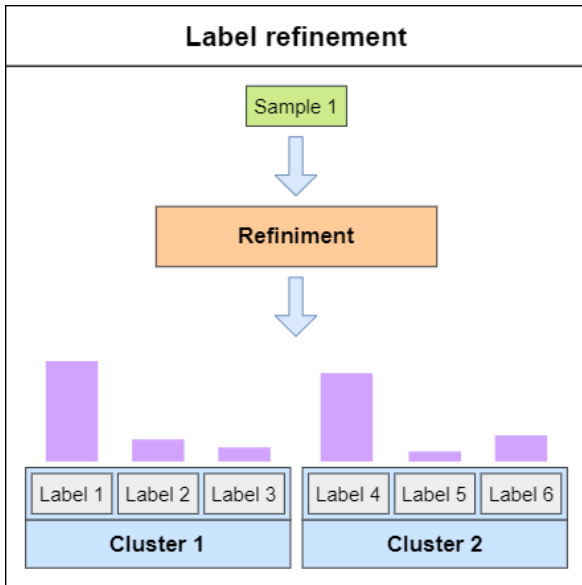 Label refinement
Sample 1
Refiniment
Label 1 Label 2 Label 3 Label 4 Label 5 Label 6
Cluster 1 Cluster 2